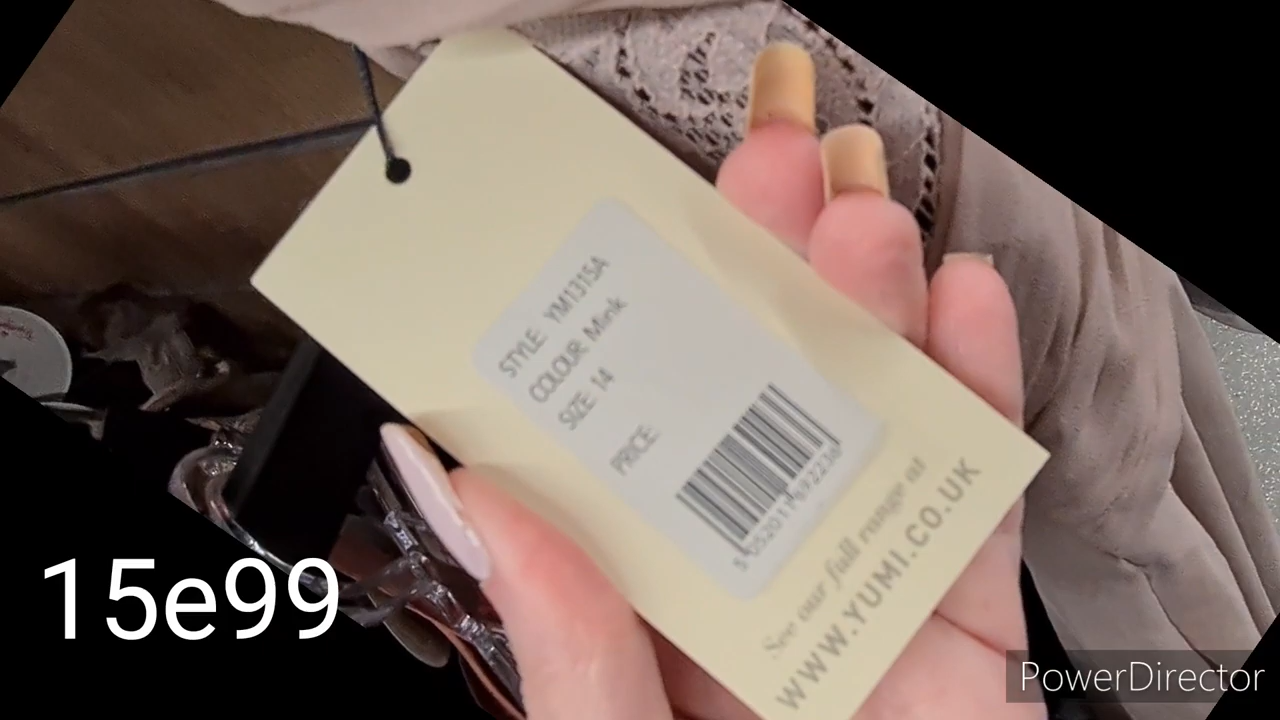 STYLE YM1315A
COLOUR Mink
SIZE 14
PRICE:
See our full range at
WWW.YUMI.CO.UK
15e99
PowerDirector